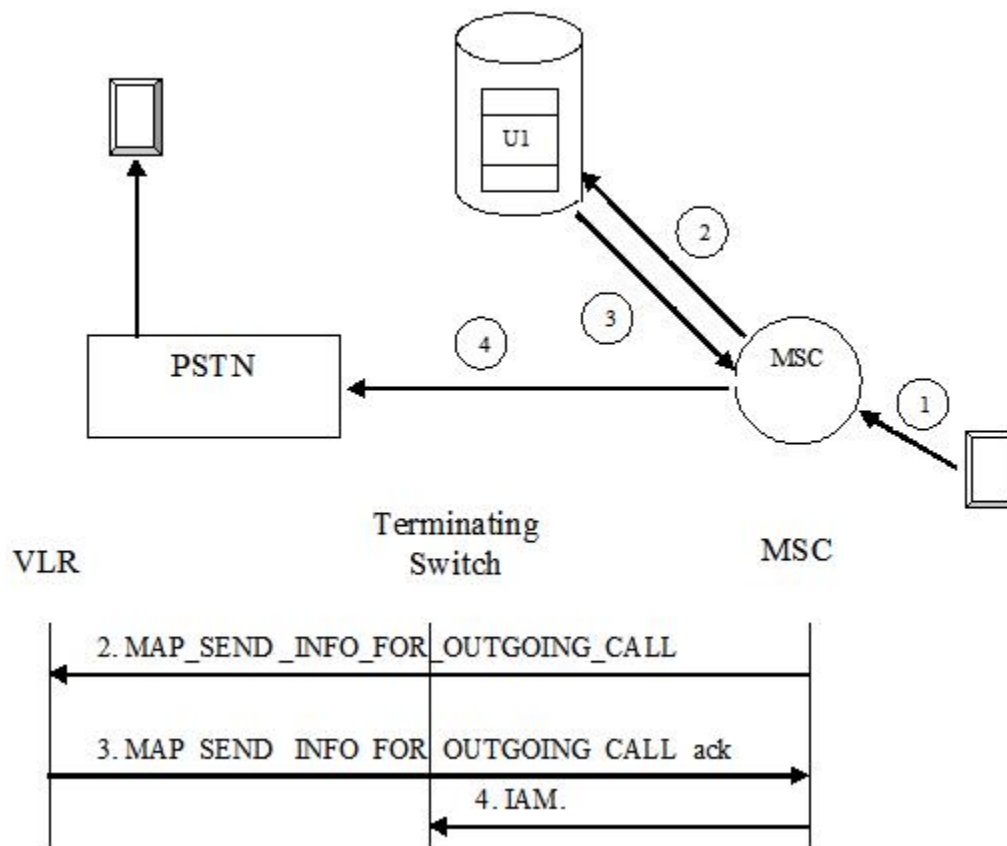 U1
2
3
4
PSTN
MSC
1
VLR
Terminating
Switch
MSC
2. MAP_SEND_INFO_FOR_OUTGOING_CALL
3. MAP SEND INFO FOR OUTGOING CALL ack
4. IAM.